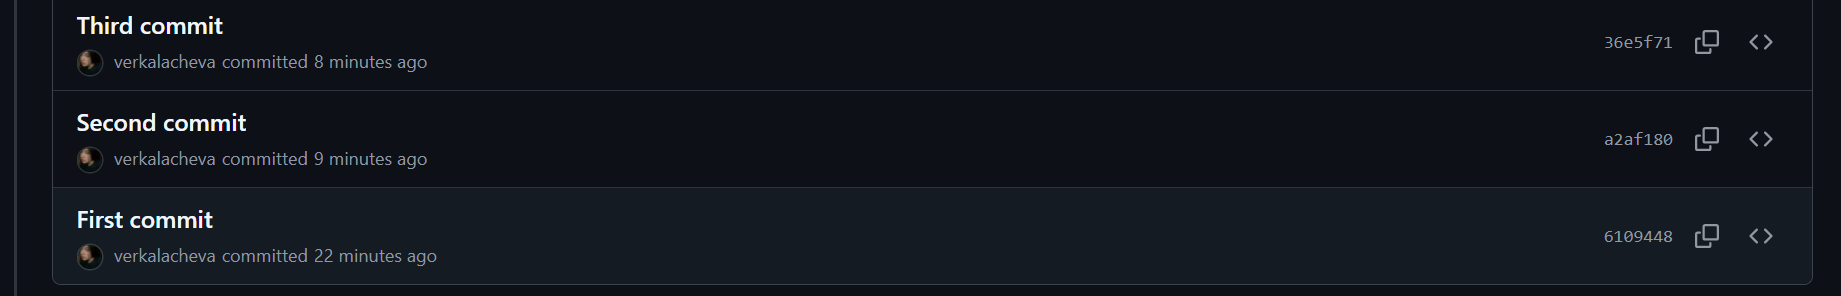 Third commit
verkalacheva committed 8 minutes ago
36e5f71
Second commit
verkalacheva committed 9 minutes ago
a2af180
First commit
verkalacheva committed 22 minutes ago
6109448